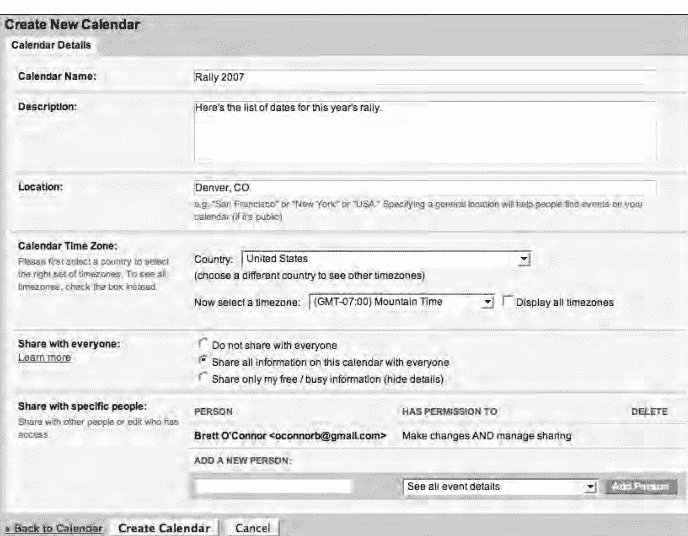 Create New Calendar
Calendar Details
Calendar Name: Rally 2007
Description: Here's the list of dates for this year's rally.
Location: Denver, CO
e.g. "San Francisco" or "New York" or "USA." Specifying a general location will help people find events on your
calendar (if it's public)
Calendar Time Zone:
Please first select a country to select
the right set of timezones. To see all
timezones, check the box instead.
Country: United States
(choose a different country to see other timezones)
Now select a timezone: (GMT-07:00) Mountain Time Display all timezones
Share with everyone:
Learn more
Do not share with everyone
Share all information on this calendar with everyone
Share only my free / busy information (hide details)
Share with specific people:
Share with other people or edit who has
access
PERSON HAS PERMISSION TO DELETE
Brett O'Connor <oconnorb@gmail.com> Make changes AND manage sharing
ADD A NEW PERSON:
See all event details Add Person
« Back to Calendar Create Calendar Cancel